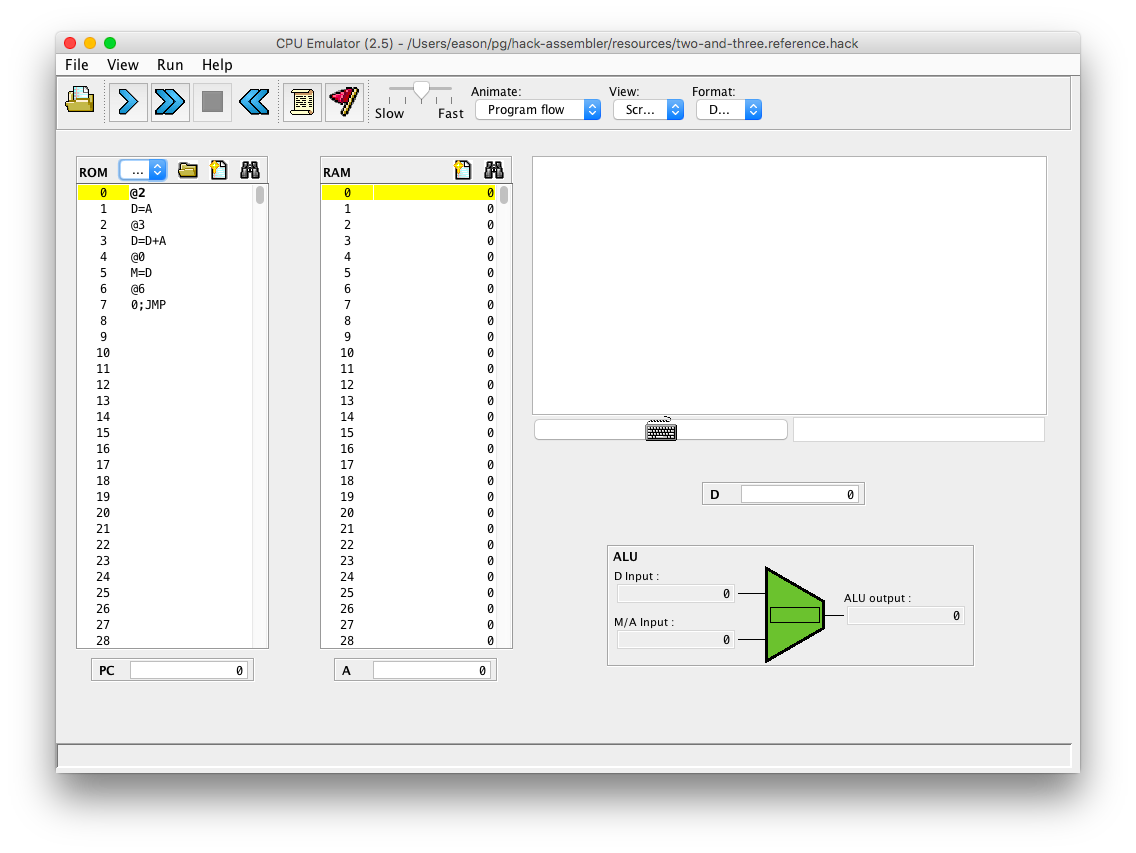 CPU Emulator (2.5) - /Users/eason/pg/hack-assembler/resources/two-and-three.reference.hack
File View Run Help
Animate: View: Format:
Slow Fast Program flow Scr... D...
ROM ... RAM
0 @2 0 0
1 D=A 1 0
2 @3 2 0
3 D=D+A 3 0
4 @0 4 0
5 M=D 5 0
6 @6 6 0
7 0;JMP 7 0
8 8 0
9 9 0
10 10 0
11 11 0
12 12 0
13 13 0
14 14 0
15 15 0
16 16 0
17 17 0
18 18 0
19 19 0
20 20 0
21 21 0
22 22 0
23 23 0
24 24 0
25 25 0
26 26 0
27 27 0
28 28 0
PC 0 A 0
D 0
ALU
D Input :
0
ALU output :
0
M/A Input :
0